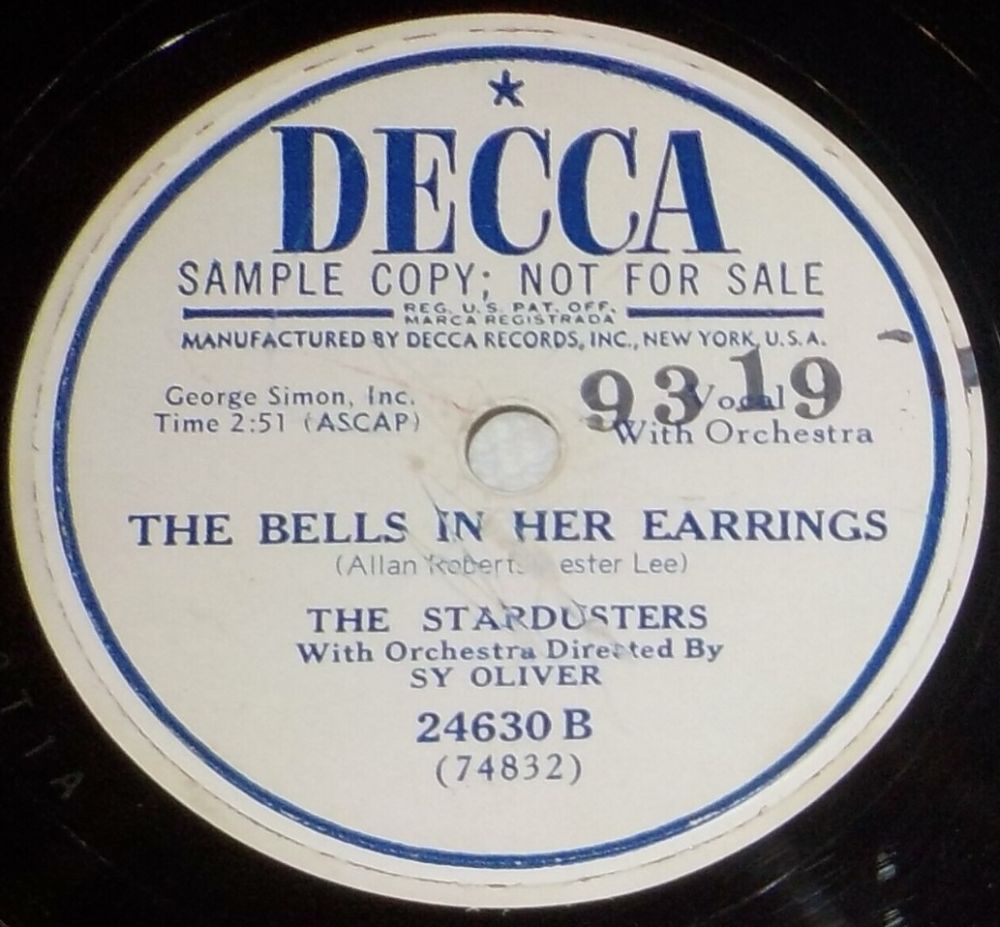 DECCA
SAMPLE COPY; NOT FOR SALE
REG. U.S. PAT. OFF.
MARCA REGISTRADA
MANUFACTURED BY DECCA RECORDS, INC., NEW YORK, U.S.A.
George Simon, Inc.
Time 2:51 (ASCAP)
9319
Vocal
With Orchestra
THE BELLS IN HER EARRINGS
(Allan Robert ester Lee)
THE STARDUSTERS
With Orchestra Directed By
SY OLIVER
24630 B
(74832)